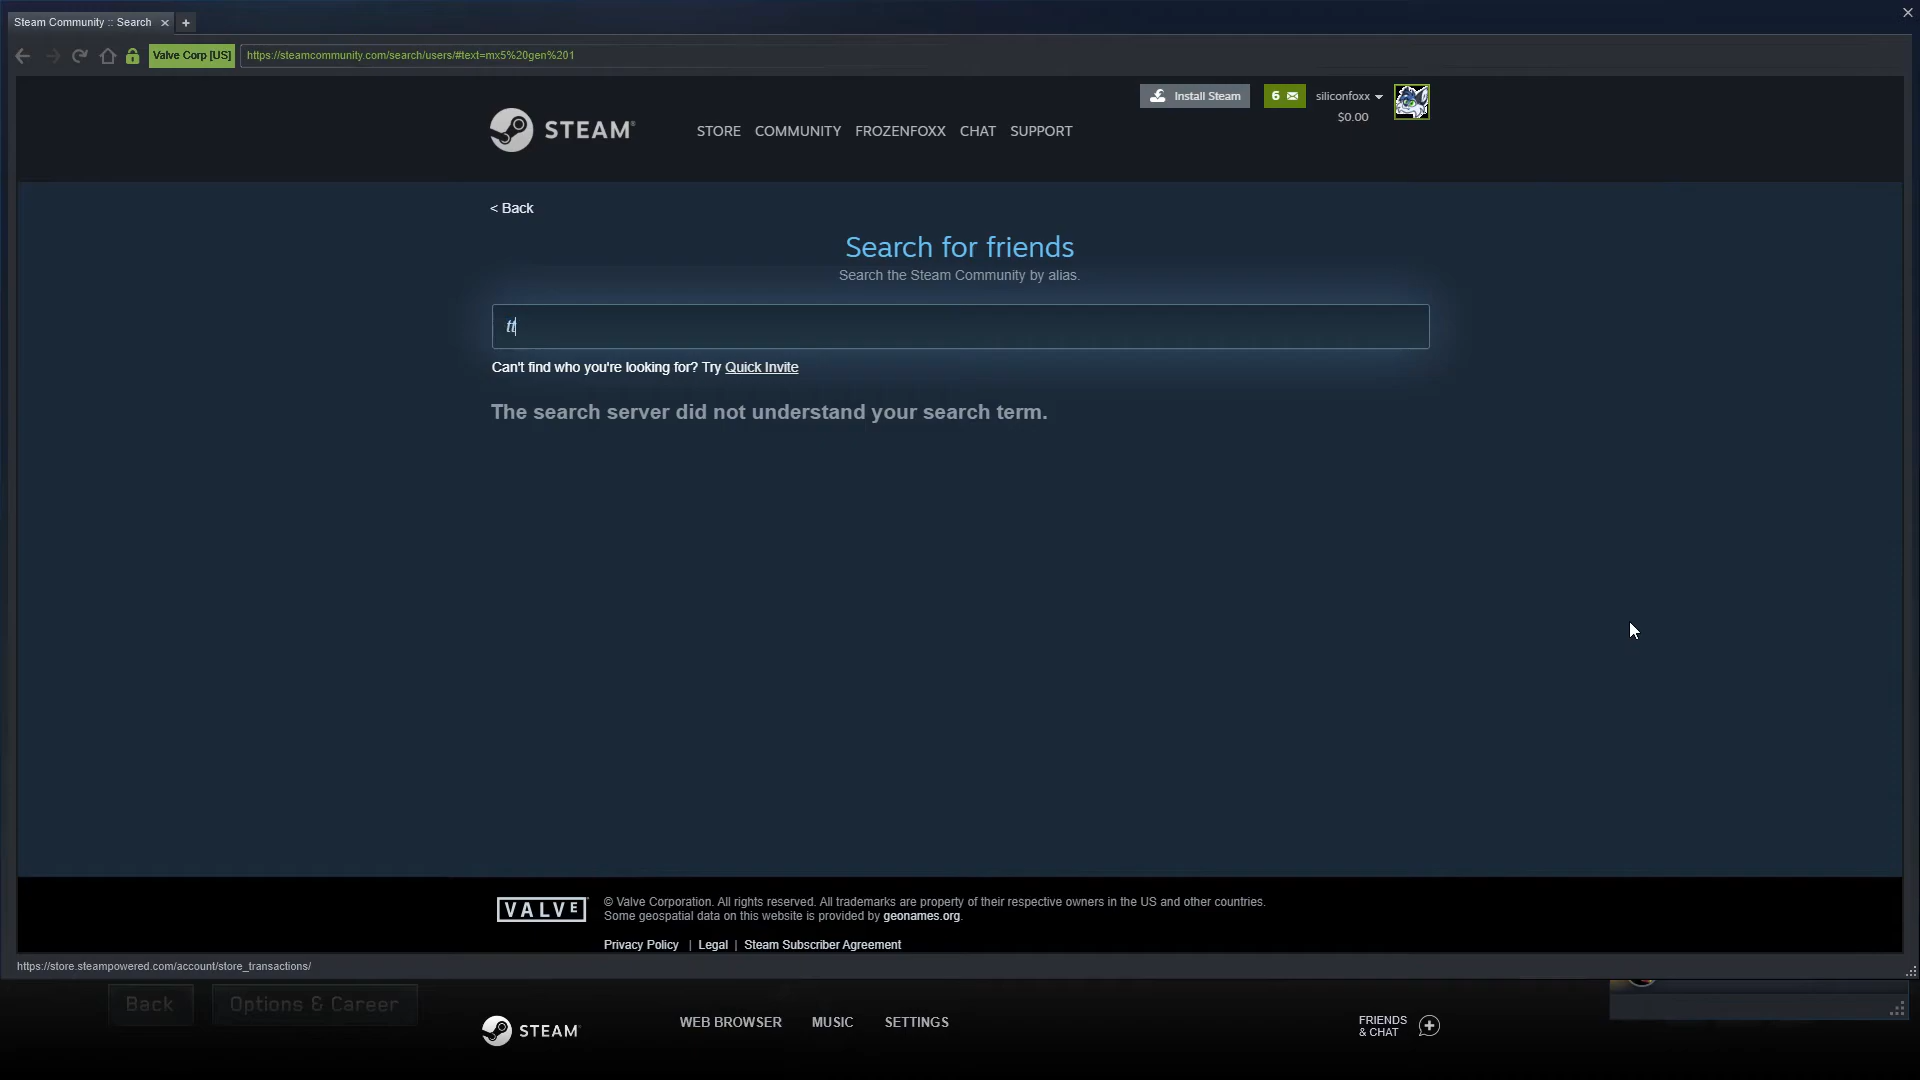 Steam Community :: Search
Valve Corp [US]
https://steamcommunity.com/search/users/#text=mx5%20gen%201
Install Steam
6
siliconfoxx
$0.00
STEAM®
STORE COMMUNITY FROZENFOXX CHAT SUPPORT
< Back
Search for friends
Search the Steam Community by alias.
tt
Can't find who you're looking for? Try Quick Invite
The search server did not understand your search term.
VALVE
© Valve Corporation. All rights reserved. All trademarks are property of their respective owners in the US and other countries.
Some geospatial data on this website is provided by geonames.org.
Privacy Policy | Legal | Steam Subscriber Agreement
https://store.steampowered.com/account/store_transactions/
Back
Options & Career
STEAM
WEB BROWSER MUSIC SETTINGS
FRIENDS
& CHAT